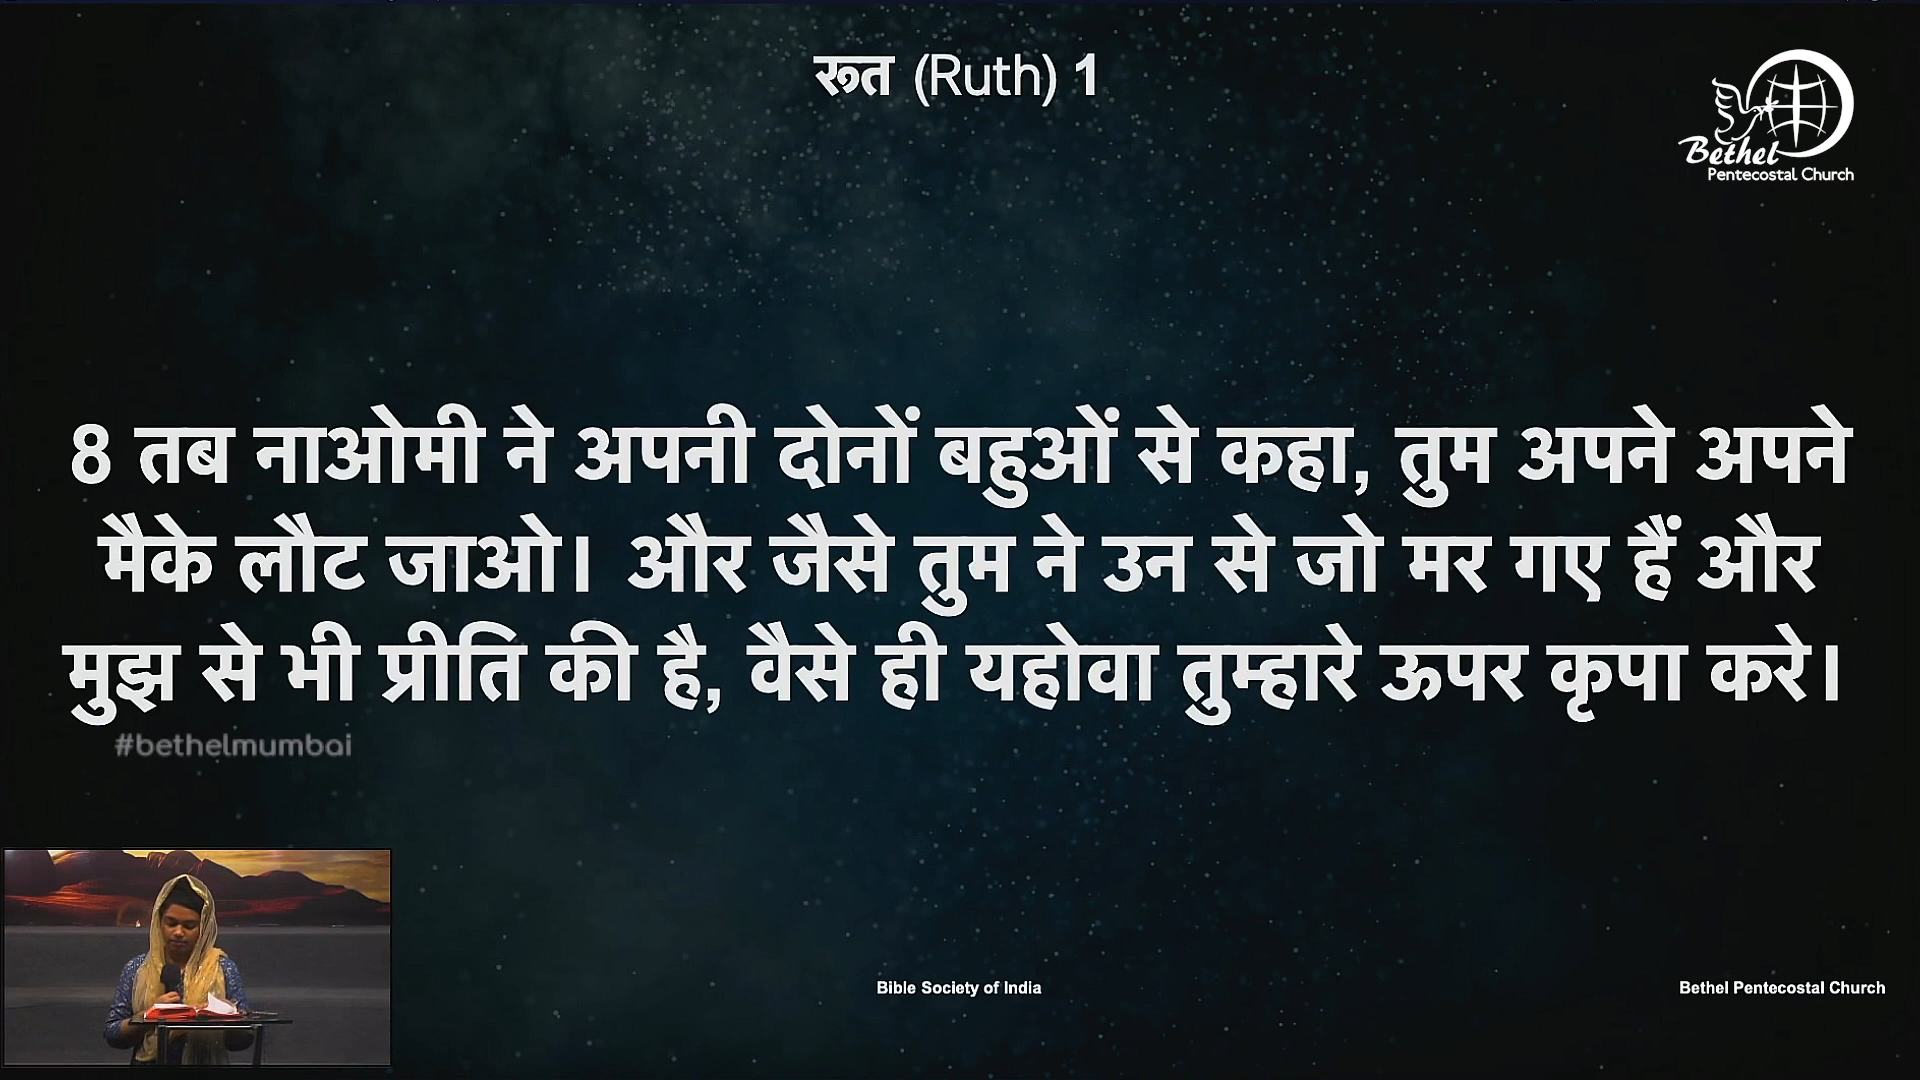 रूत (Ruth) 1
Bethel
Pentecostal Church
8 तब नाओमी ने अपनी दोनों बहुओं से कहा, तुम अपने अपने
मैके लौट जाओ। और जैसे तुम ने उन से जो मर गए हैं और
मुझ से भी प्रीति की है, वैसे ही यहोवा तुम्हारे ऊपर कृपा करे।
#bethelmumbai
Bible Society of India
Bethel Pentecostal Church